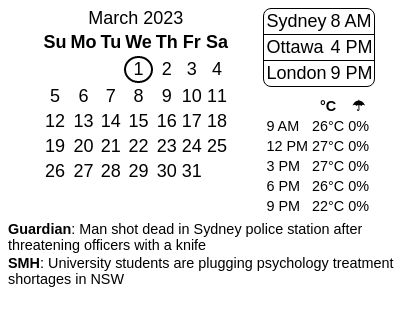 March 2023
Su Mo Tu We Th Fr Sa
1 2 3 4
5 6 7 8 9 10 11
12 13 14 15 16 17 18
19 20 21 22 23 24 25
26 27 28 29 30 31
Sydney 8 AM
Ottawa 4 PM
London 9 PM
°C ☂
9 AM 26°C 0%
12 PM 27°C 0%
3 PM 27°C 0%
6 PM 26°C 0%
9 PM 22°C 0%
Guardian: Man shot dead in Sydney police station after
threatening officers with a knife
SMH: University students are plugging psychology treatment
shortages in NSW